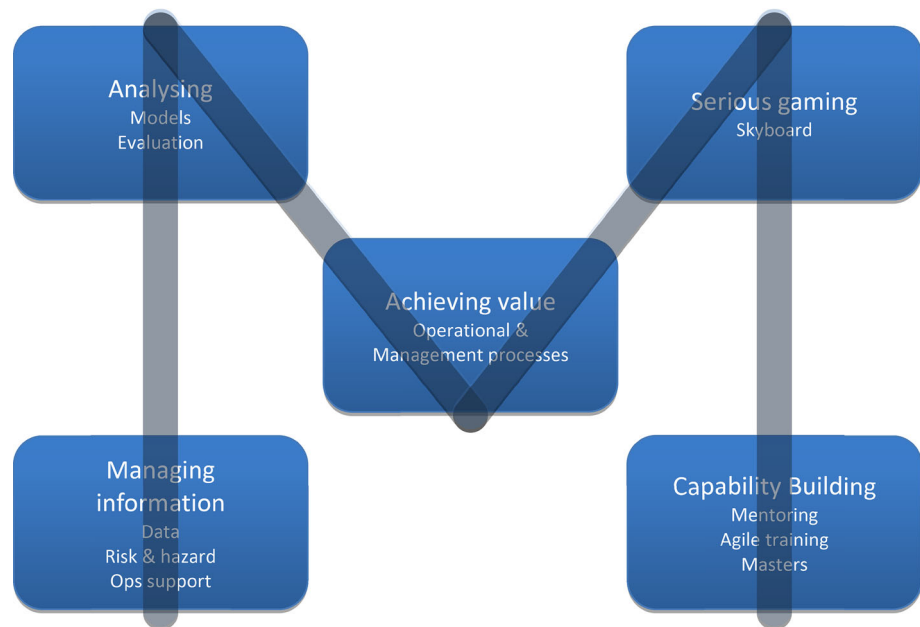 Analysing
Models
Evaluation
Serious gaming
Skyboard
Achieving value
Operational &
Management processes
Managing
information
Data
Risk & hazard
Ops support
Capability Building
Mentoring
Agile training
Masters